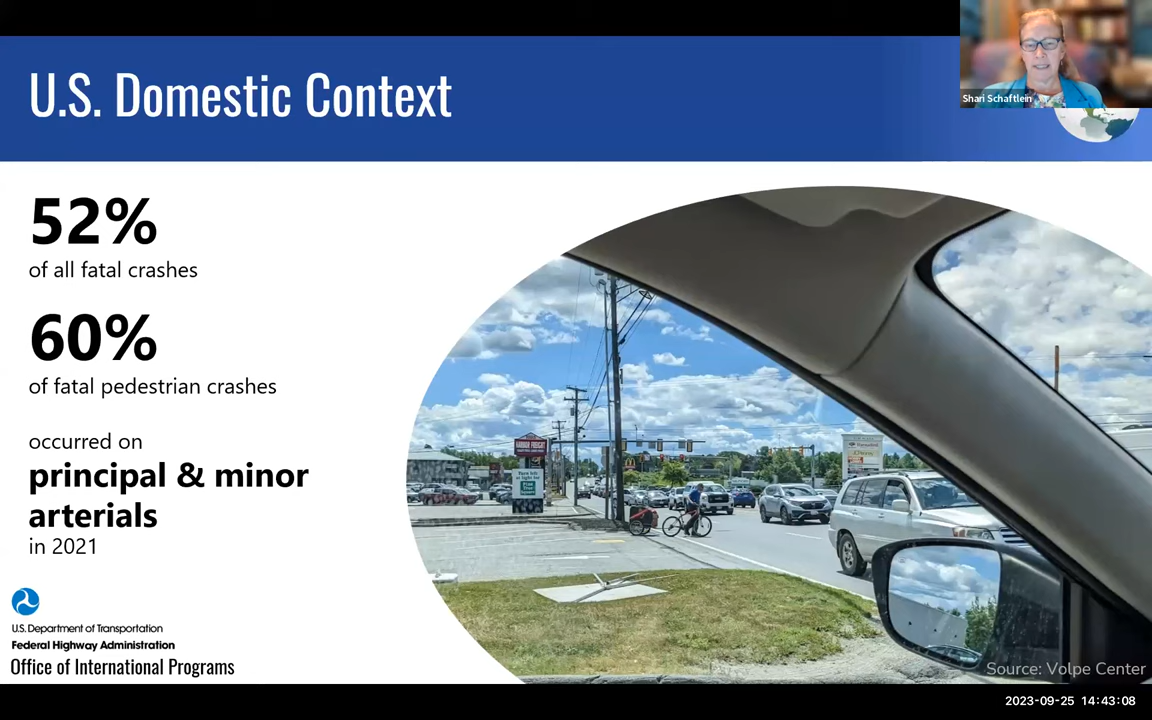 U.S. Domestic Context
Shari Schaftlein
52%
of all fatal crashes
60%
of fatal pedestrian crashes
occurred on
principal & minor
arterials
in 2021
HARBOR FREIGHT
U.S. Department of Transportation
Federal Highway Administration
Office of International Programs
Source: Volpe Center
2023-09-25 14:43:08